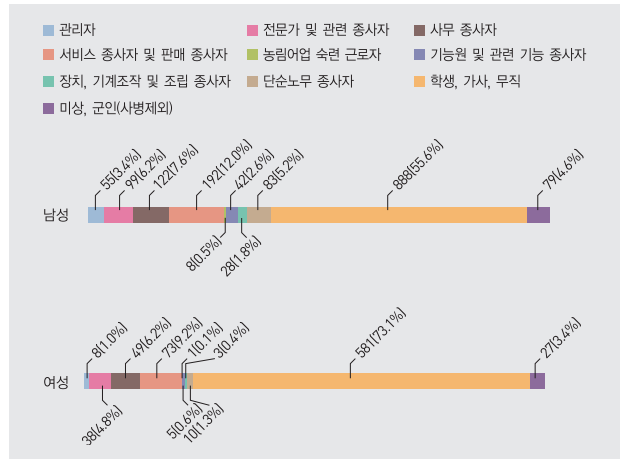 관리자 전문가 및 관련 종사자 사무 종사자
서비스 종사자 및 판매 종사자 농림어업 숙련 근로자 기능원 및 관련 기능 종사자
장치, 기계조작 및 조립 종사자 단순노무 종사자 학생, 가사, 무직
미상, 군인(사병제외)
55(3.4%) 99(6.2%) 122(7.6%) 192(12.0%) 42(2.6%) 83(5.2%) 888(55.6%) 79(4.6%)
남성
8(0.5%) 28(1.8%)
8(1.0%) 49(6.2%) 73(9.2%) 1(0.1%) 3(0.4%) 581(73.1%) 27(3.4%)
여성
38(4.8%) 5(0.6%) 10(1.3%)